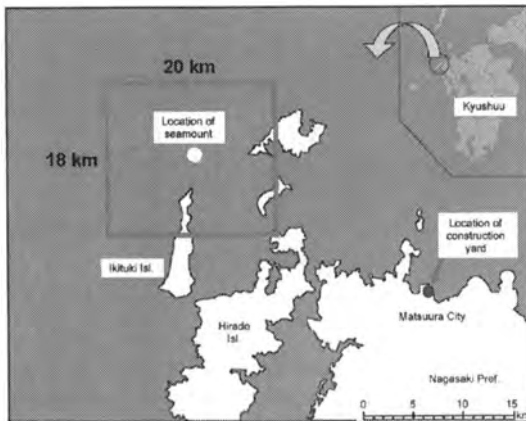 20 km
Kyushuu
Location of
seamount
18 km
Location of
construction
yard
Ikituki Isl.
Hirado
Isl.
Matsuura City
Nagasaki Pref.
0 5 10 15
km